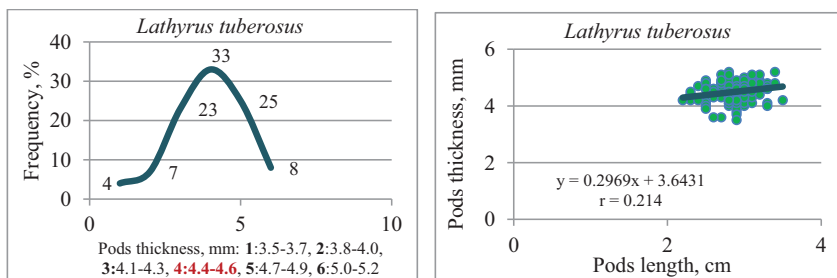 Lathyrus tuberosus
Frequency, %
40
30
20
10
0
33
23
25
4
7
8
0
5
10
Pods thickness, mm: 1:3.5-3.7, 2:3.8-4.0,
3:4.1-4.3, 4:4.4-4.6, 5:4.7-4.9, 6:5.0-5.2
Lathyrus tuberosus
Pods thickness, mm
6
4
2
0
y = 0.2969x + 3.6431
r = 0.214
0
2
4
Pods length, cm